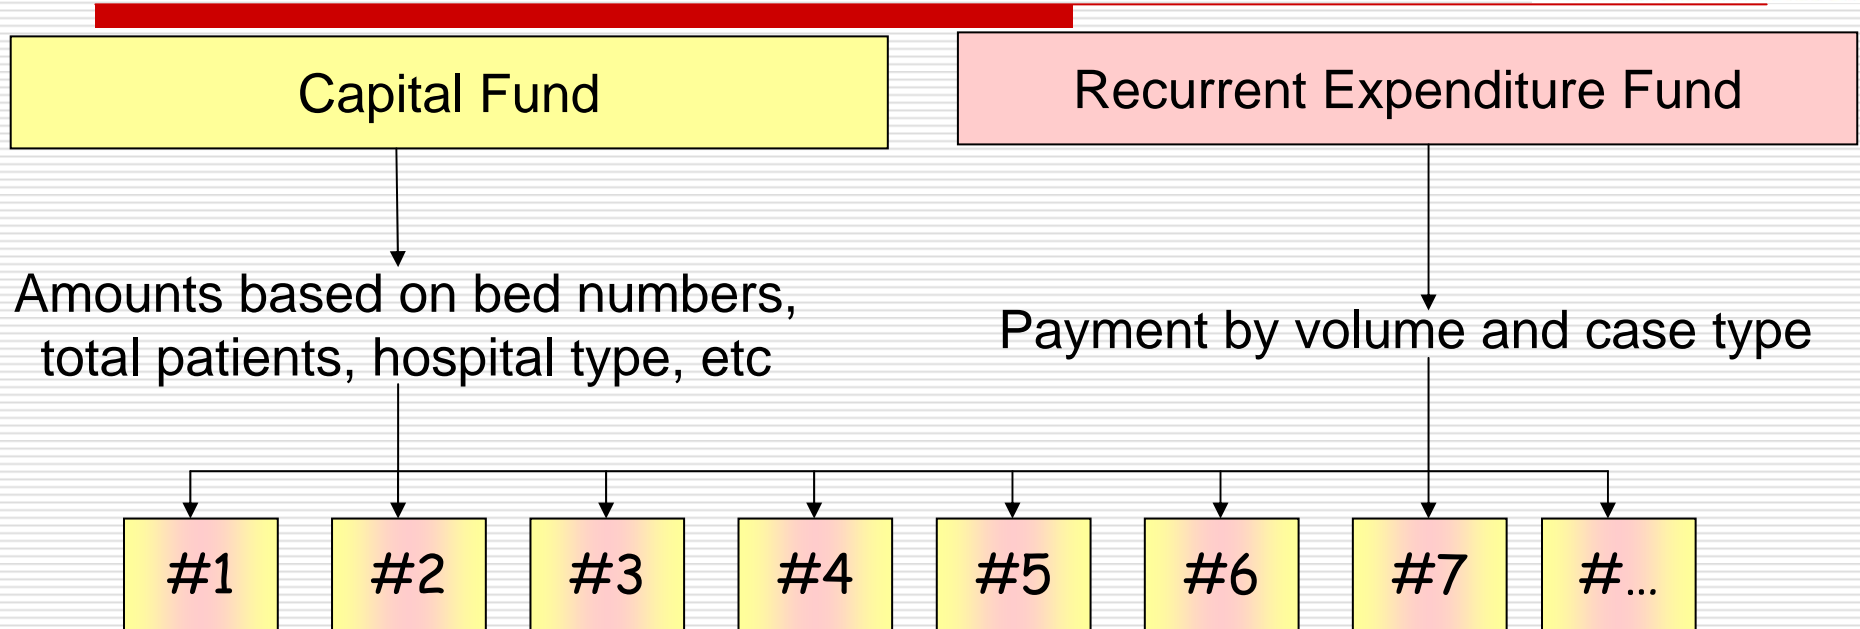 Capital Fund
Recurrent Expenditure Fund
Amounts based on bed numbers,
total patients, hospital type, etc
Payment by volume and case type
#1
#2
#3
#4
#5
#6
#7
#...